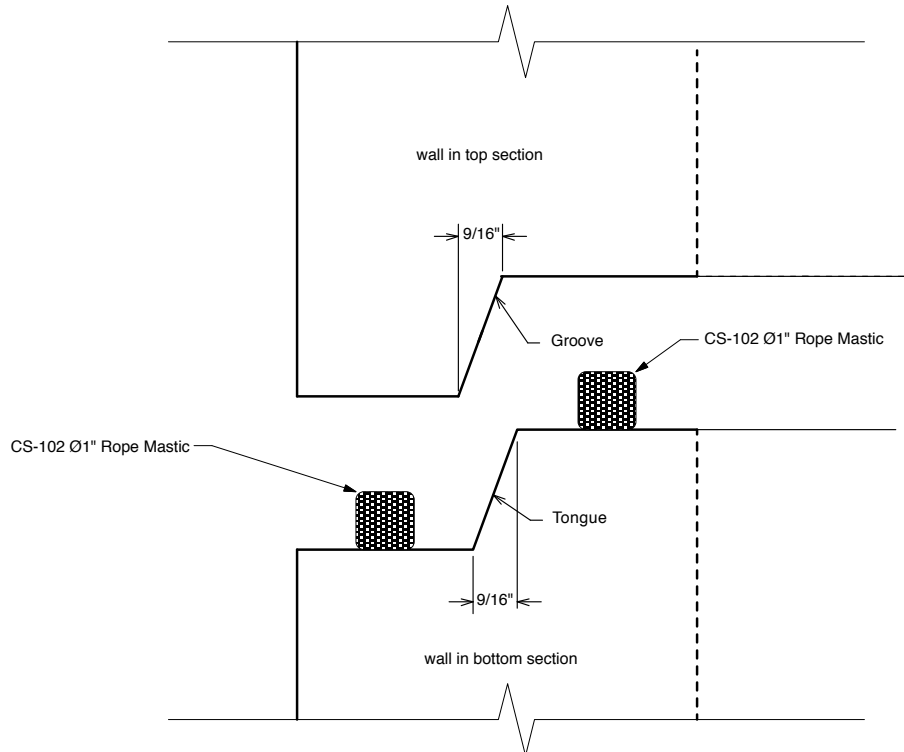 wall in top section
9/16"
Groove
CS-102 Ø1" Rope Mastic
CS-102 Ø1" Rope Mastic
Tongue
9/16"
wall in bottom section